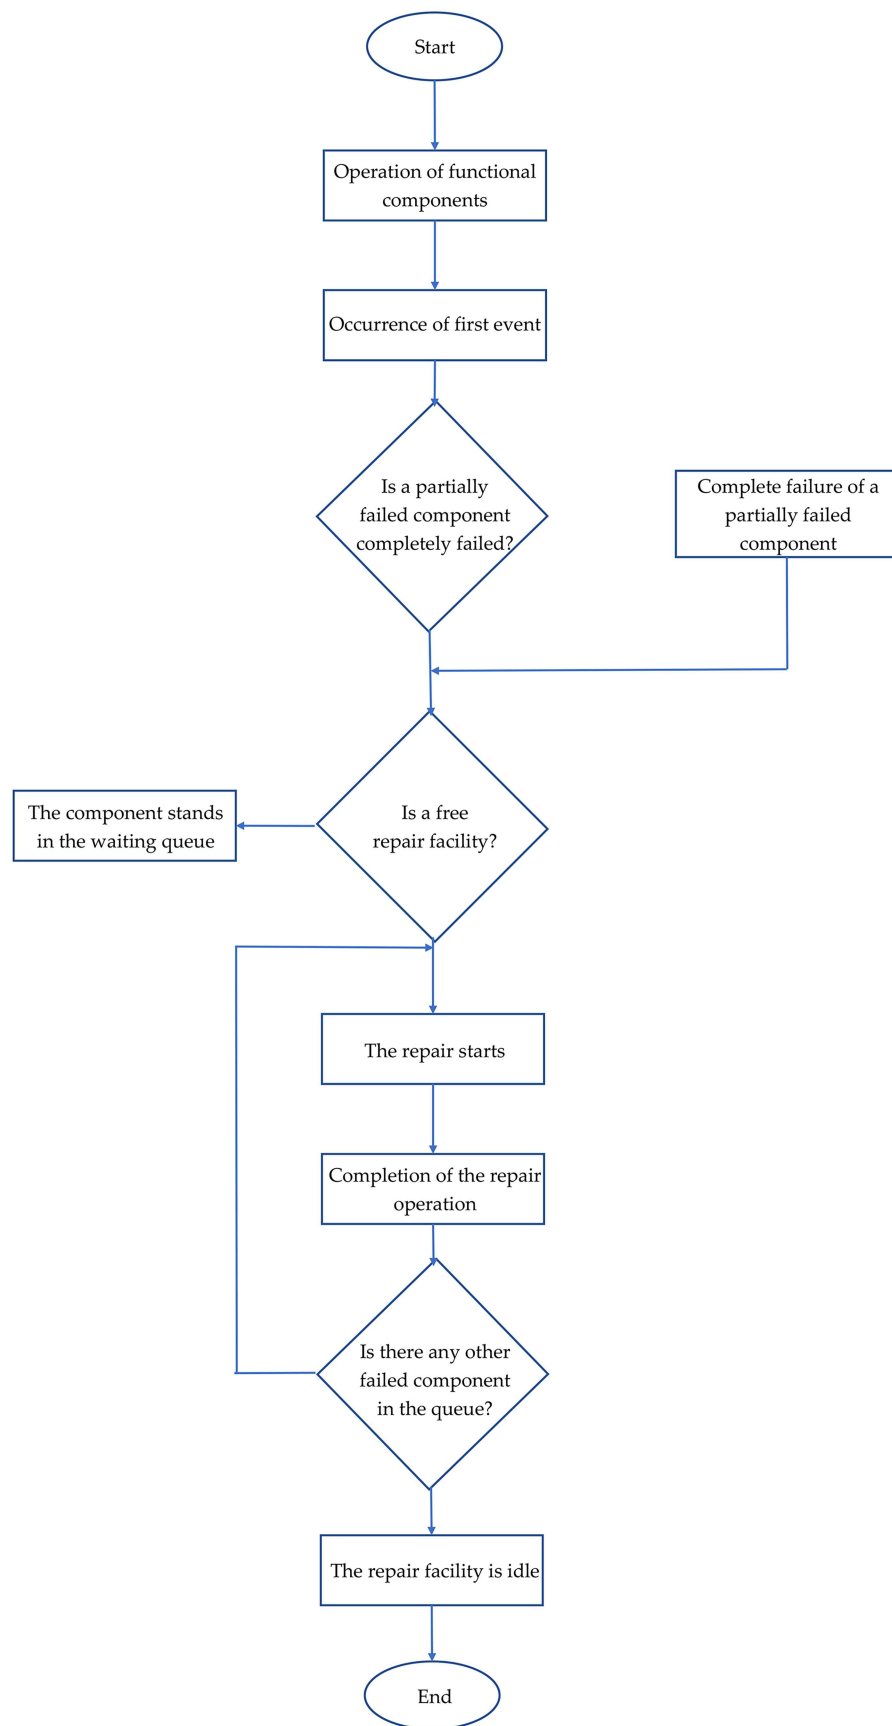 Start
Operation of functional
components
Occurrence of first event
Is a partially
failed component
completely failed?
Complete failure of a
partially failed
component
Is a free
repair facility?
The component stands
in the waiting queue
The repair starts
Completion of the repair
operation
Is there any other
failed component
in the queue?
The repair facility is idle
End